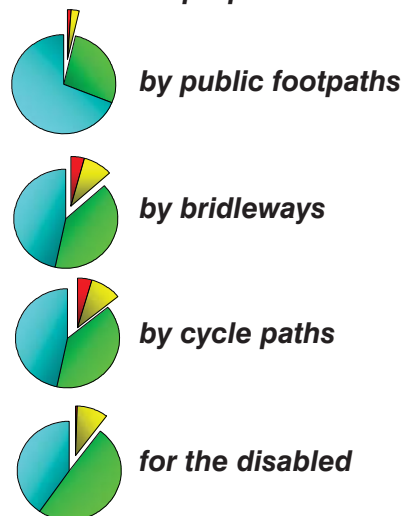 by public footpaths
by bridleways
by cycle paths
for the disabled